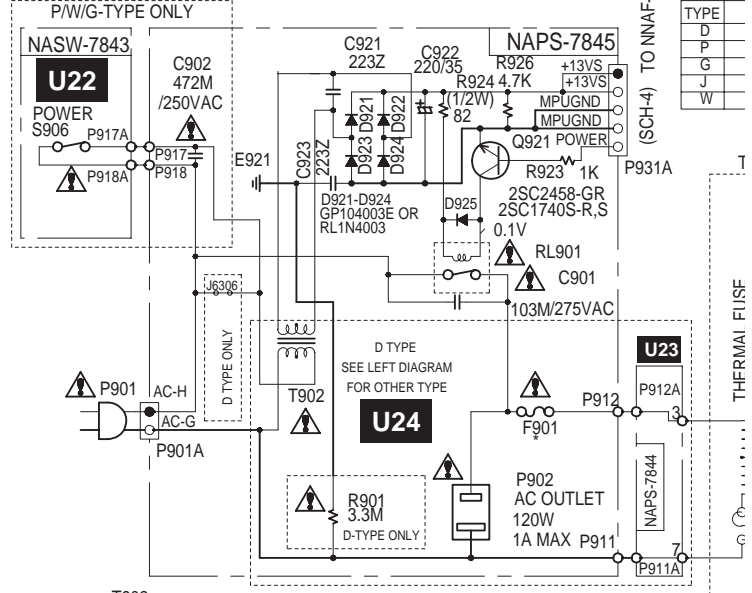 P/W/G-TYPE ONLY
NASW-7843
U22
POWER
S906
P917A
P918A
P917
P918
C902
472M
/250VAC
E921
C921
223Z
C922
220/35
C923
223Z
D921
D922
D923
D924
D921-D924
GP104003E OR
RL1N4003
NAPS-7845
R926
4.7K
R924
(1/2W)
82
+13VS
+13VS
MPUGND
MPUGND
POWER
Q921
R923
1K
P931A
(SCH-4) TO NNAF-
2SC2458-GR
2SC1740S-R,S
D925
0.1V
RL901
C901
103M/275VAC
TYPE
D
P
G
J
W
T
THERMAL FUSE
J6306
D TYPE ONLY
P901
AC-H
AC-G
P901A
T902
D TYPE
SEE LEFT DIAGRAM
FOR OTHER TYPE
U24
U23
P912
P912A
3
F901
*
R901
3.3M
D-TYPE ONLY
P902
AC OUTLET
120W
1A MAX
P911
NAPS-7844
7
P911A